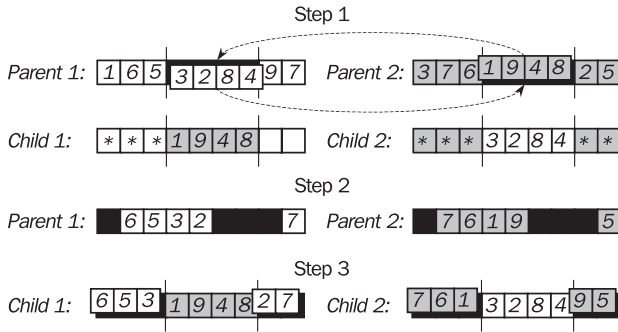 Step 1
Parent 1: 1 6 5 3 2 8 4 9 7 Parent 2: 3 7 6 1 9 4 8 2 5
Child 1: * * * 1 9 4 8 Child 2: * * * 3 2 8 4 * *
Step 2
Parent 1: 6 5 3 2 7 Parent 2: 7 6 1 9 5
Step 3
Child 1: 6 5 3 1 9 4 8 2 7 Child 2: 7 6 1 3 2 8 4 9 5